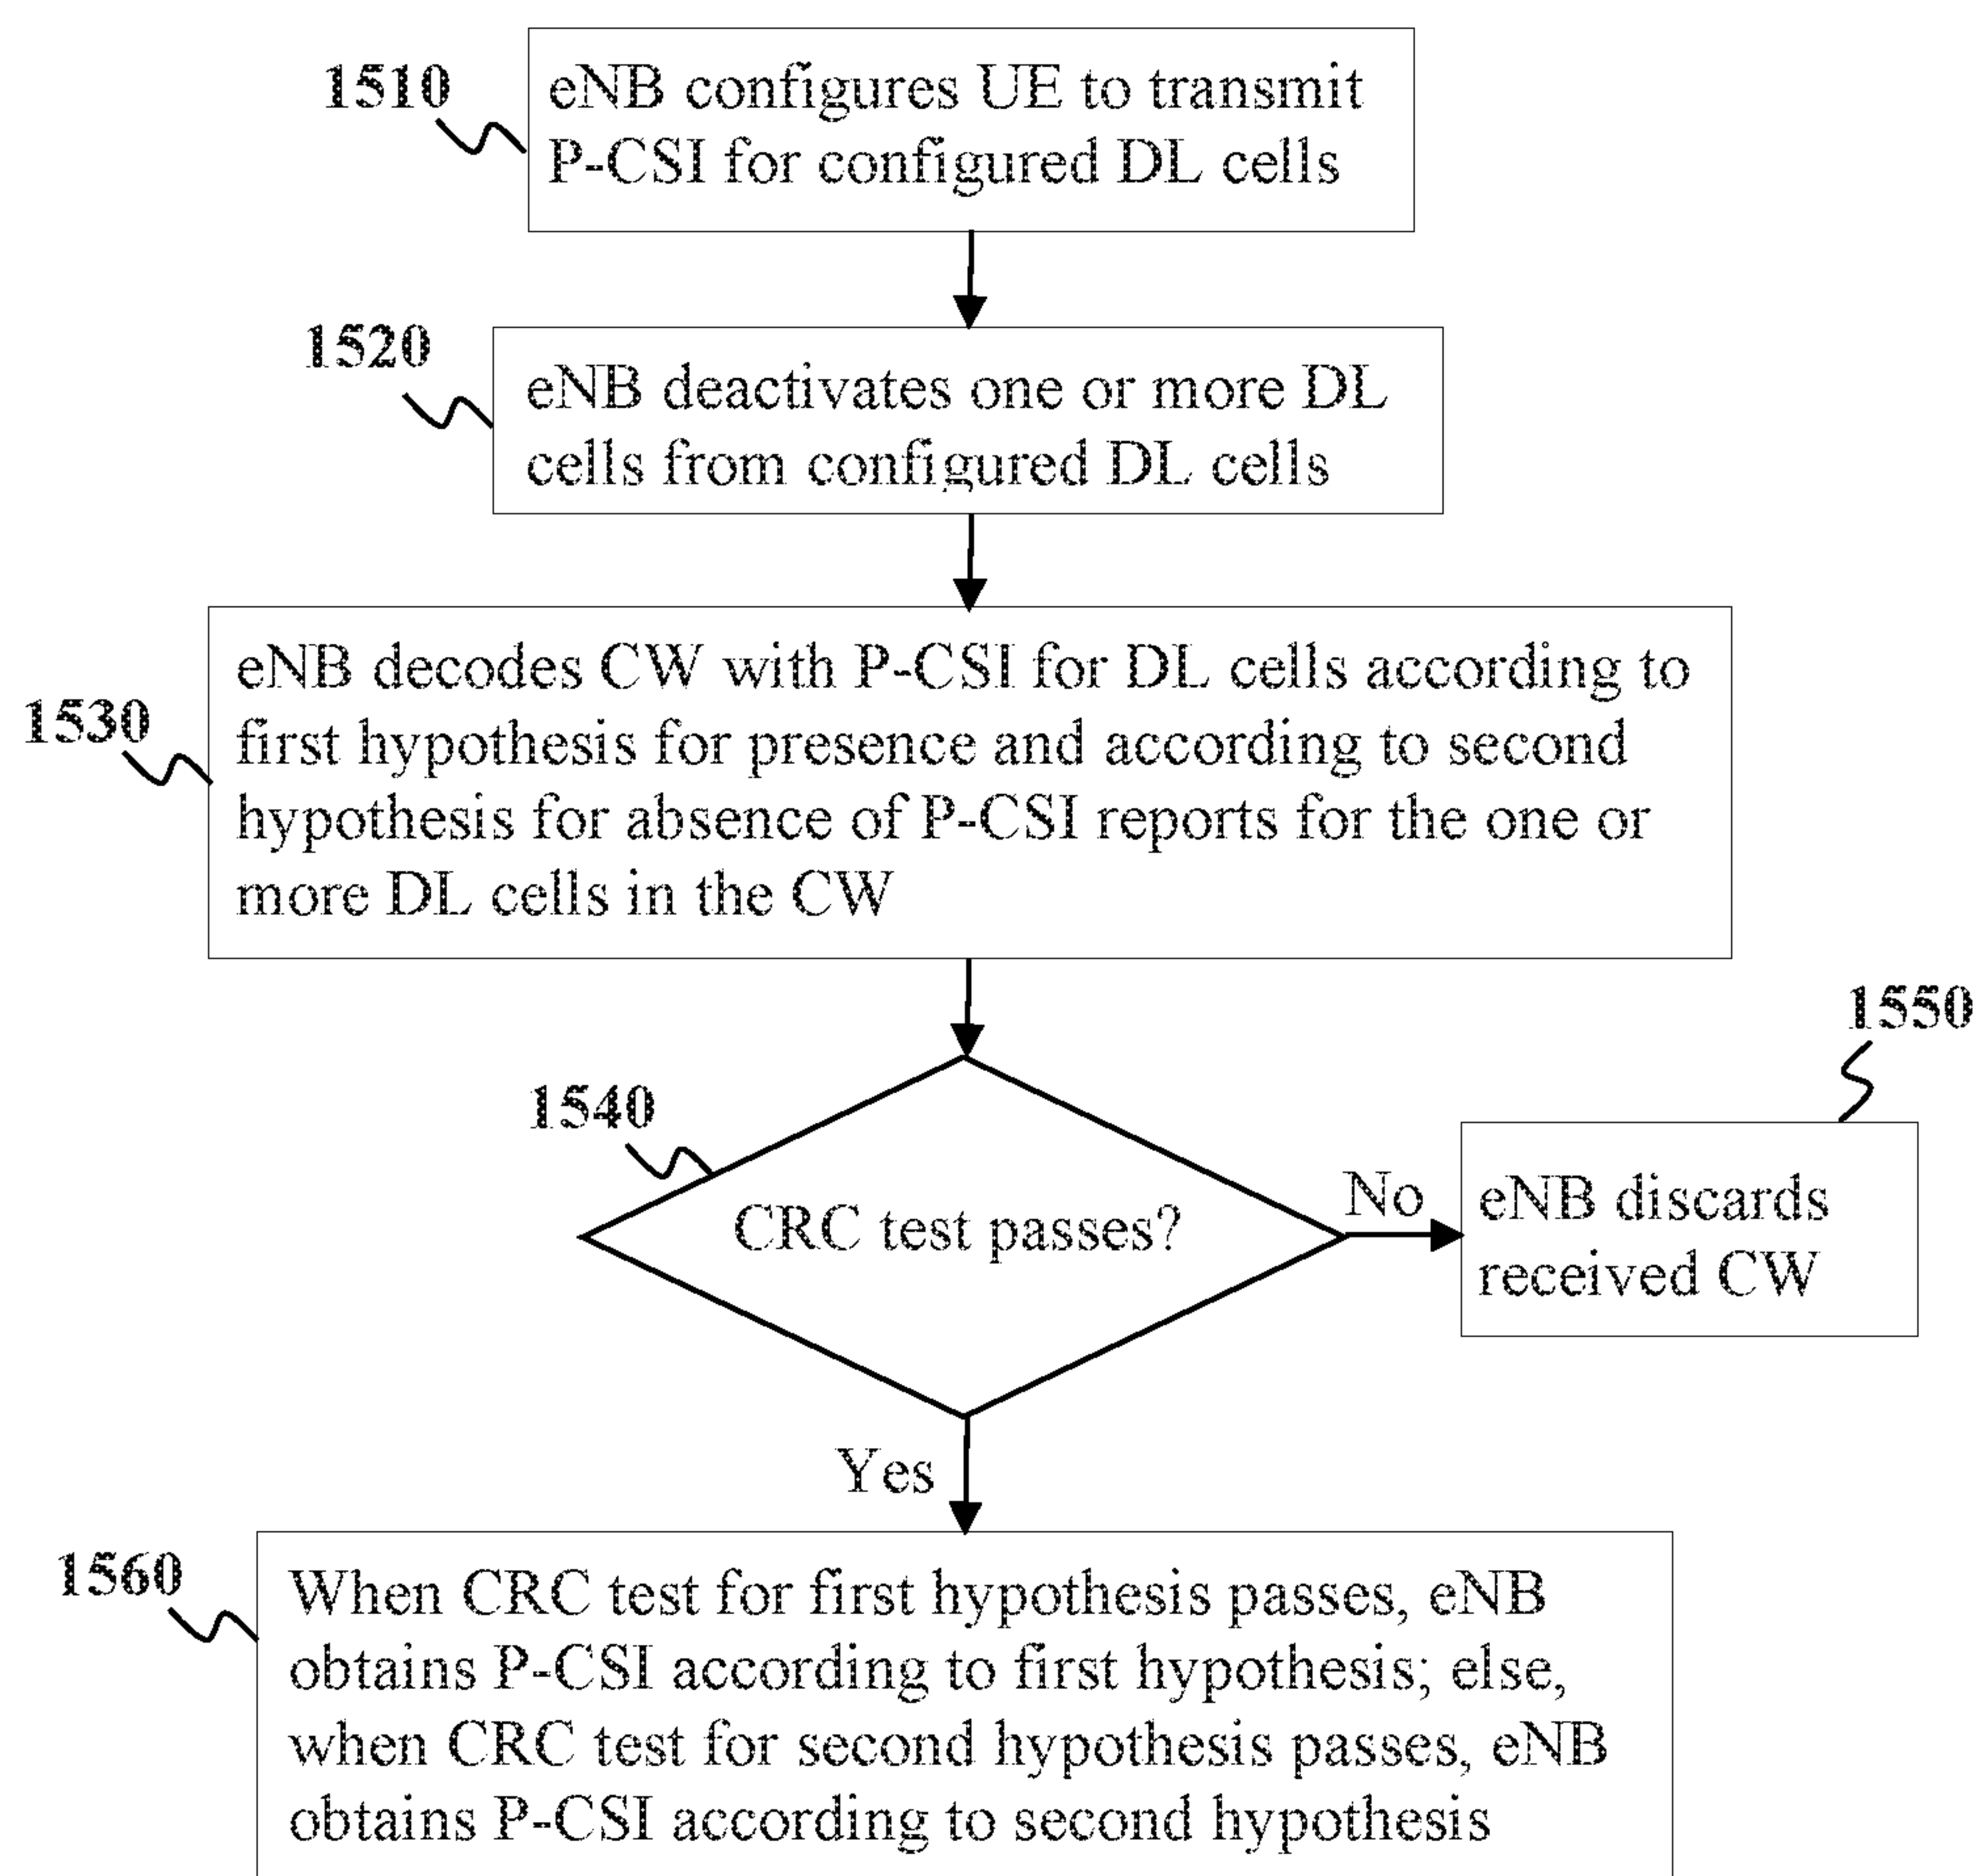 1510
eNB configures UE to transmit
P-CSI for configured DL cells
1520
eNB deactivates one or more DL
cells from configured DL cells
1530
eNB decodes CW with P-CSI for DL cells according to
first hypothesis for presence and according to second
hypothesis for absence of P-CSI reports for the one or
more DL cells in the CW
1540
CRC test passes?
No
1550
eNB discards
received CW
Yes
1560
When CRC test for first hypothesis passes, eNB
obtains P-CSI according to first hypothesis; else,
when CRC test for second hypothesis passes, eNB
obtains P-CSI according to second hypothesis